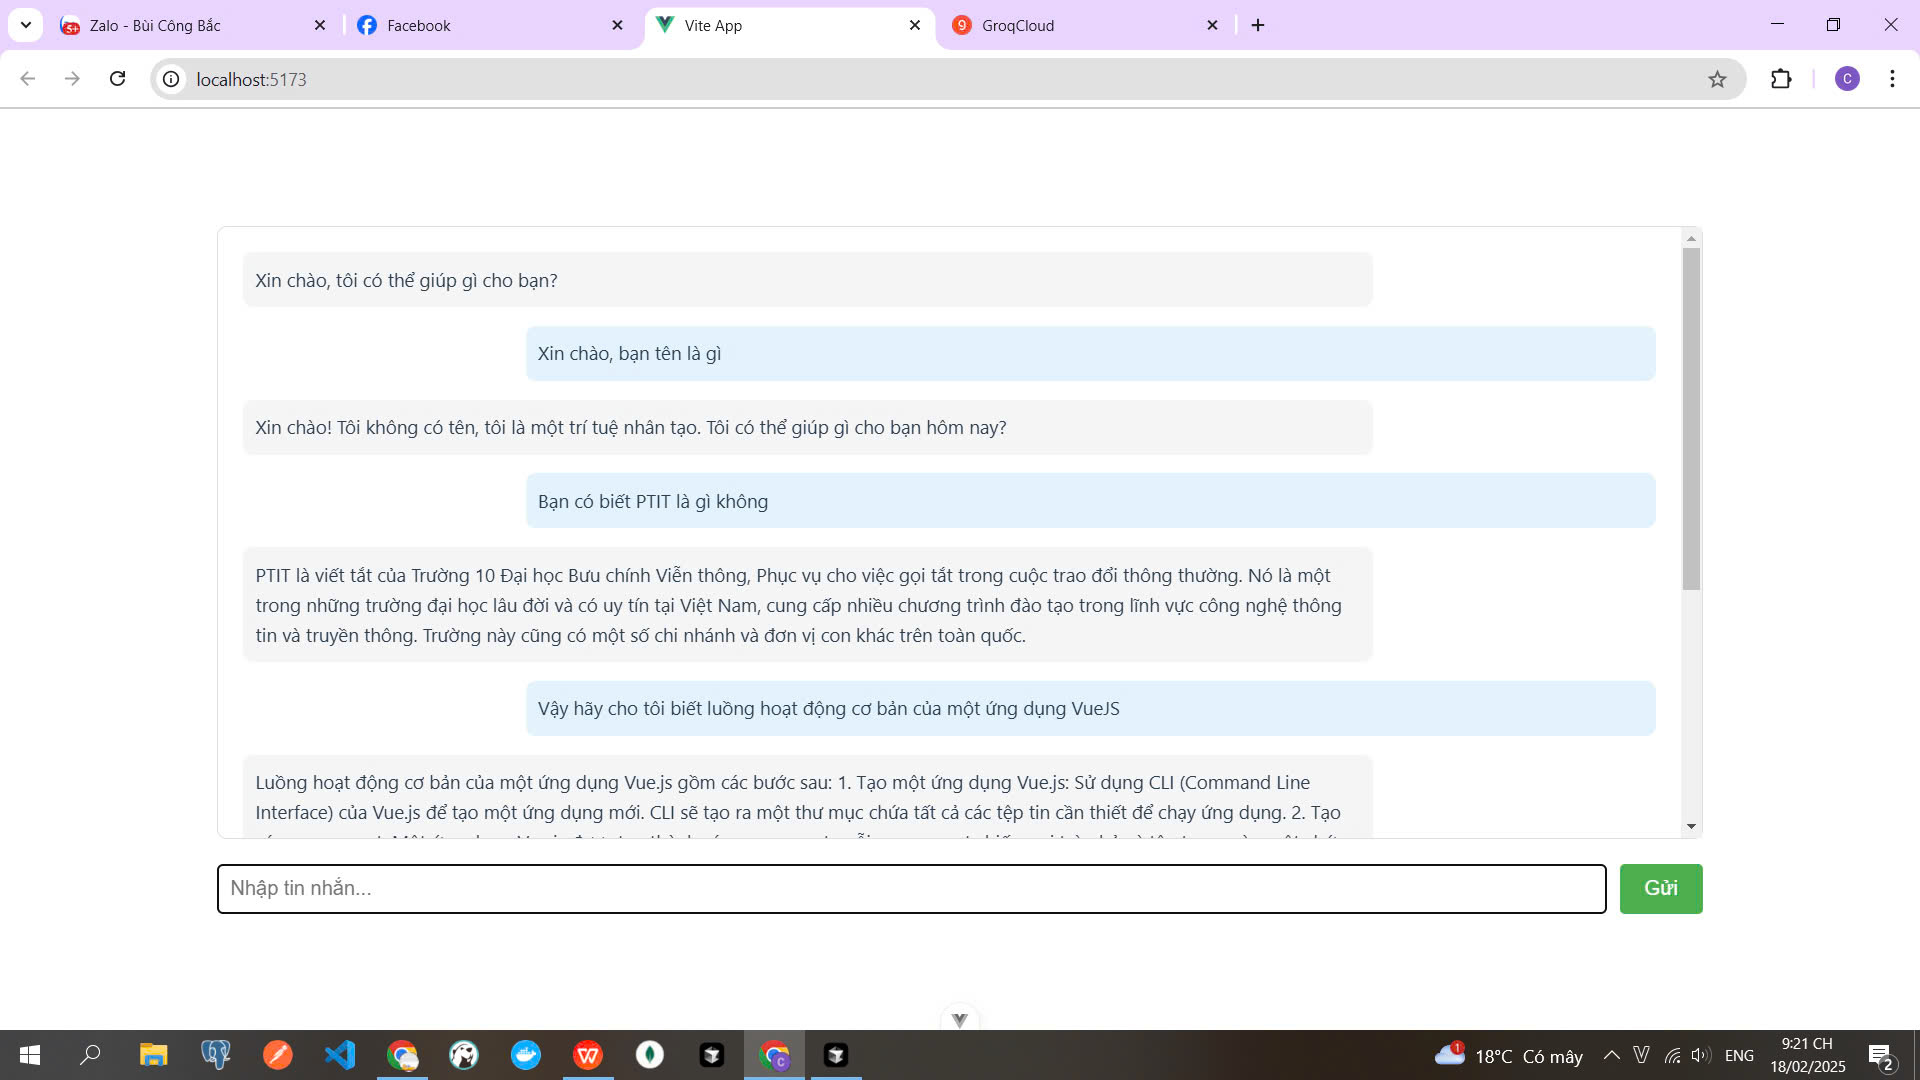 Zalo - Bùi Công Bắc
Facebook
Vite App
GroqCloud
localhost:5173
C
Xin chào, tôi có thể giúp gì cho bạn?
Xin chào, bạn tên là gì
Xin chào! Tôi không có tên, tôi là một trí tuệ nhân tạo. Tôi có thể giúp gì cho bạn hôm nay?
Bạn có biết PTIT là gì không
PTIT là viết tắt của Trường 10 Đại học Bưu chính Viễn thông, Phục vụ cho việc gọi tắt trong cuộc trao đổi thông thường. Nó là một
trong những trường đại học lâu đời và có uy tín tại Việt Nam, cung cấp nhiều chương trình đào tạo trong lĩnh vực công nghệ thông
tin và truyền thông. Trường này cũng có một số chi nhánh và đơn vị con khác trên toàn quốc.
Vậy hãy cho tôi biết luồng hoạt động cơ bản của một ứng dụng VueJS
Luồng hoạt động cơ bản của một ứng dụng Vue.js gồm các bước sau: 1. Tạo một ứng dụng Vue.js: Sử dụng CLI (Command Line
Interface) của Vue.js để tạo một ứng dụng mới. CLI sẽ tạo ra một thư mục chứa tất cả các tệp tin cần thiết để chạy ứng dụng. 2. Tạo
Nhập tin nhắn...
Gửi
1
18°C Có mây
ENG
9:21 CH
18/02/2025
2